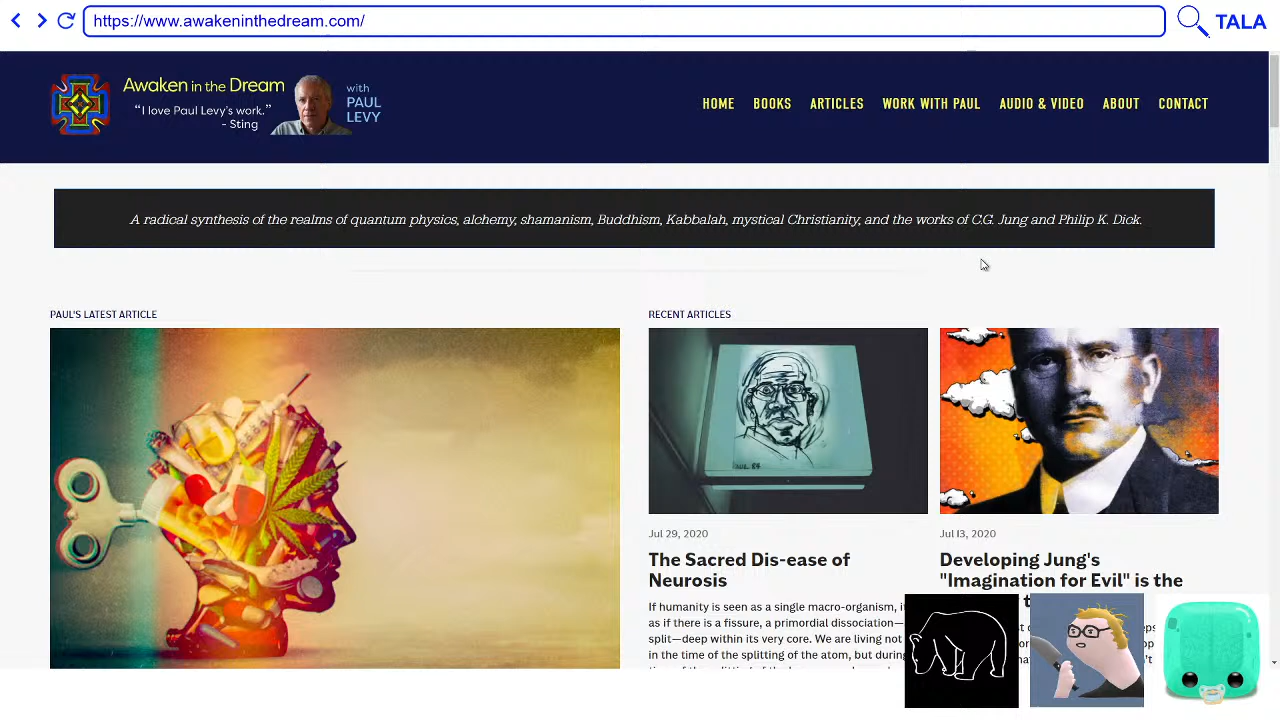 https://www.awakeninthedream.com/
TALA
Awaken in the Dream
"I love Paul Levy's work."
- Sting
with
PAUL
LEVY
HOME BOOKS ARTICLES WORK WITH PAUL AUDIO & VIDEO ABOUT CONTACT
A radical synthesis of the realms of quantum physics, alchemy, shamanism, Buddhism, Kabbalah, mystical Christianity, and the works of C.G. Jung and Philip K. Dick.
PAUL'S LATEST ARTICLE
RECENT ARTICLES
Jul 29, 2020
The Sacred Dis-ease of
Neurosis
If humanity is seen as a single macro-organism,
as if there is a fissure, a primordial dissociation—
split—deep within its very core. We are living not
in the time of the splitting of the atom, but during
Jul 13, 2020
Developing Jung's
"Imagination for Evil" is the